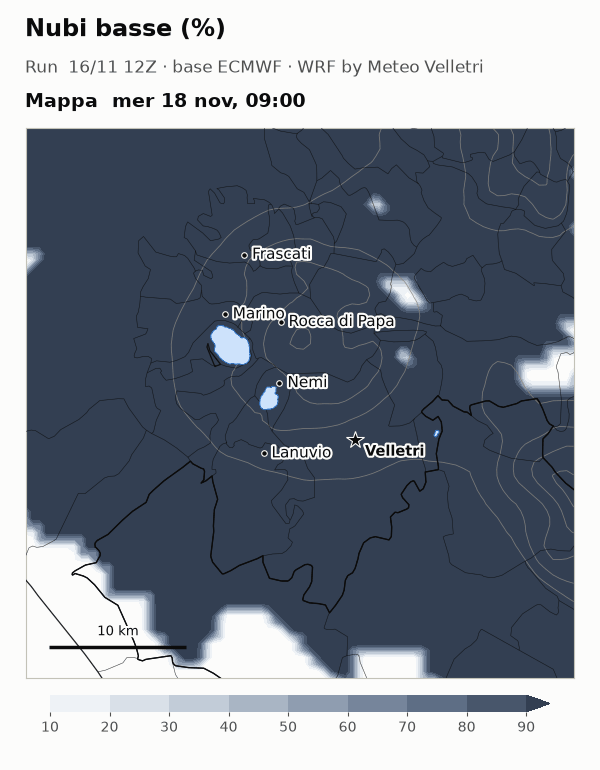 Nubi basse (%)
Run  16/11 12Z · base ECMWF · WRF by Meteo Velletri
Mappa  mer 18 nov, 09:00
Frascati
Marino
Rocca di Papa
Nemi
Velletri
Lanuvio
10 km
10 20 30 40 50 60 70 80 90